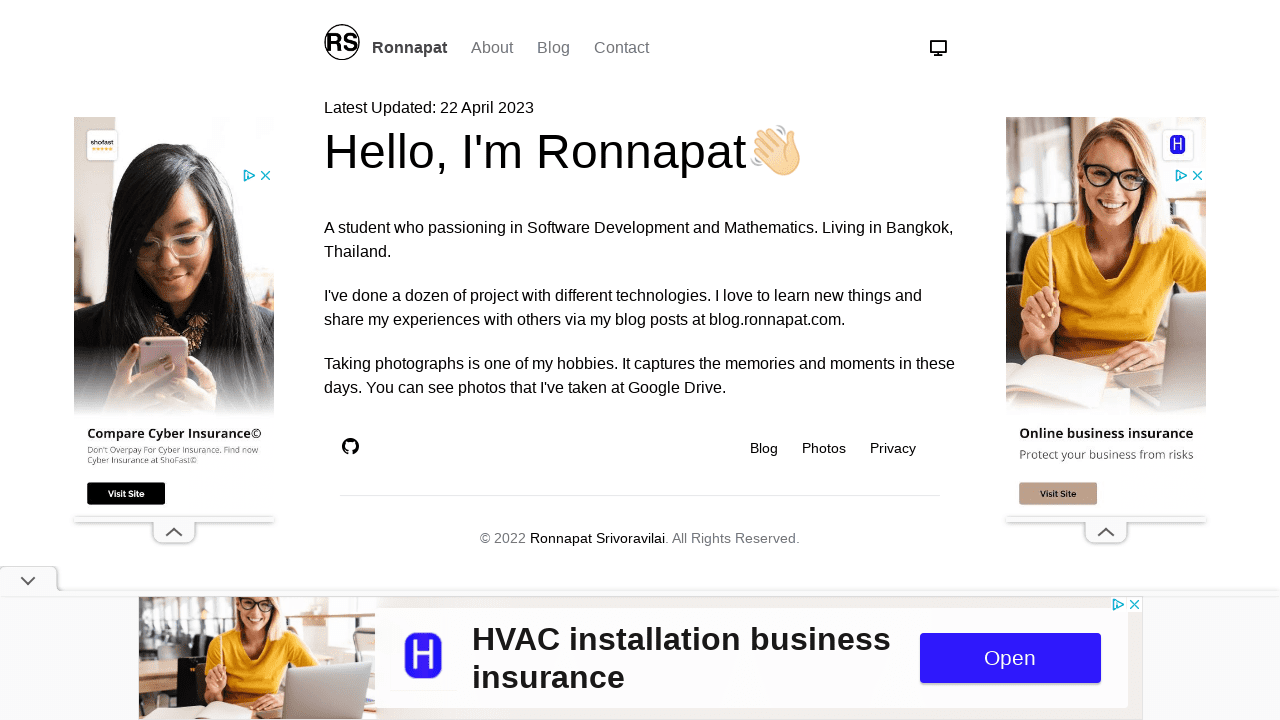 RS Ronnapat About Blog Contact
Latest Updated: 22 April 2023
Hello, I'm Ronnapat👋🏼
A student who passioning in Software Development and Mathematics. Living in Bangkok,
Thailand.
I've done a dozen of project with different technologies. I love to learn new things and
share my experiences with others via my blog posts at blog.ronnapat.com.
Taking photographs is one of my hobbies. It captures the memories and moments in these
days. You can see photos that I've taken at Google Drive.
Blog Photos Privacy
© 2022 Ronnapat Srivoravilai. All Rights Reserved.
shofast
Compare Cyber Insurance©
Don't Overpay For Cyber Insurance. Find now
Cyber Insurance at ShoFast©
Visit Site
H
Online business insurance
Protect your business from risks
Visit Site
H
HVAC installation business
insurance
Open